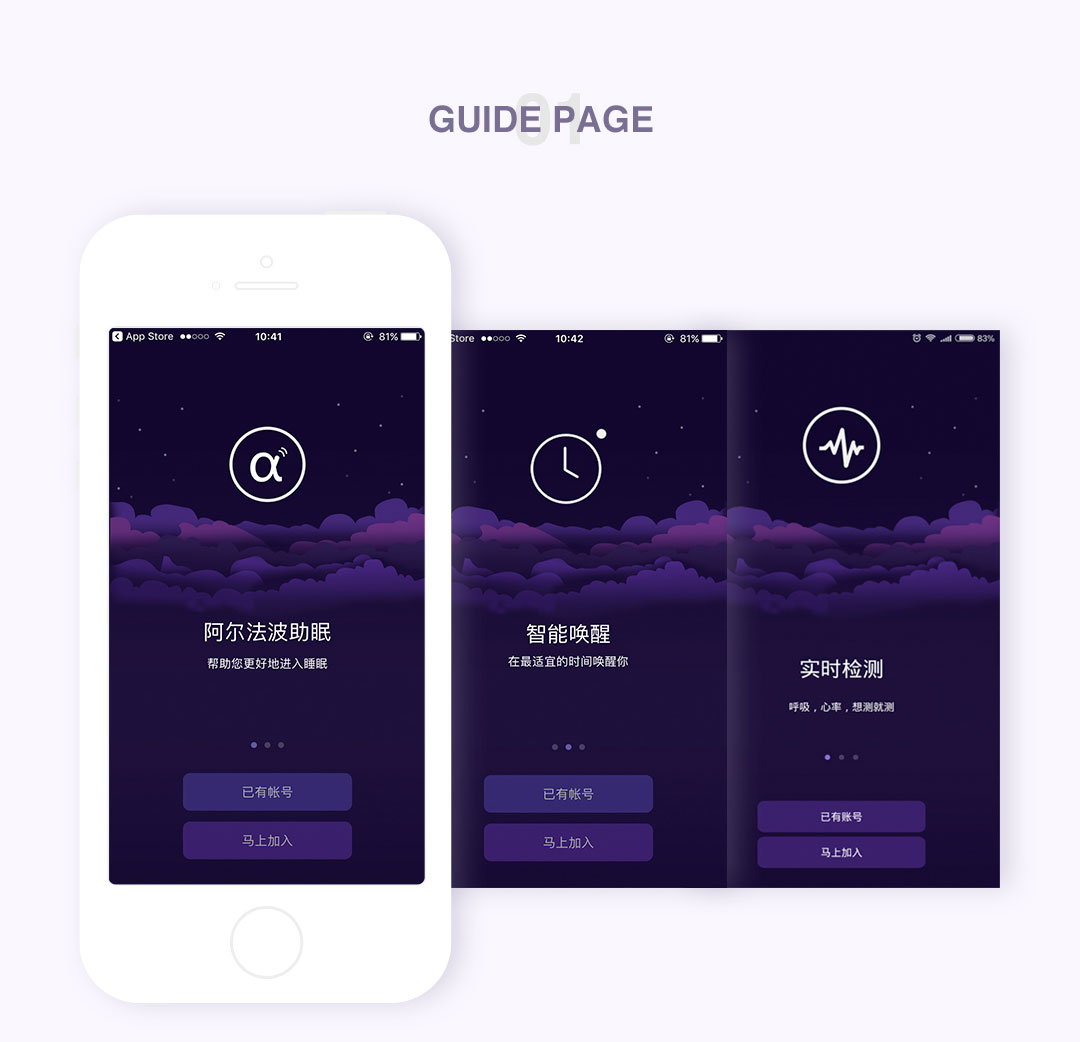 01
GUIDE PAGE
App Store 10:41 81%
Store 10:42 81%
83%
α
阿尔法波助眠
帮助您更好地进入睡眠
已有帐号
马上加入
智能唤醒
在最适宜的时间唤醒你
已有帐号
马上加入
实时检测
呼吸，心率，想测就测
已有账号
马上加入